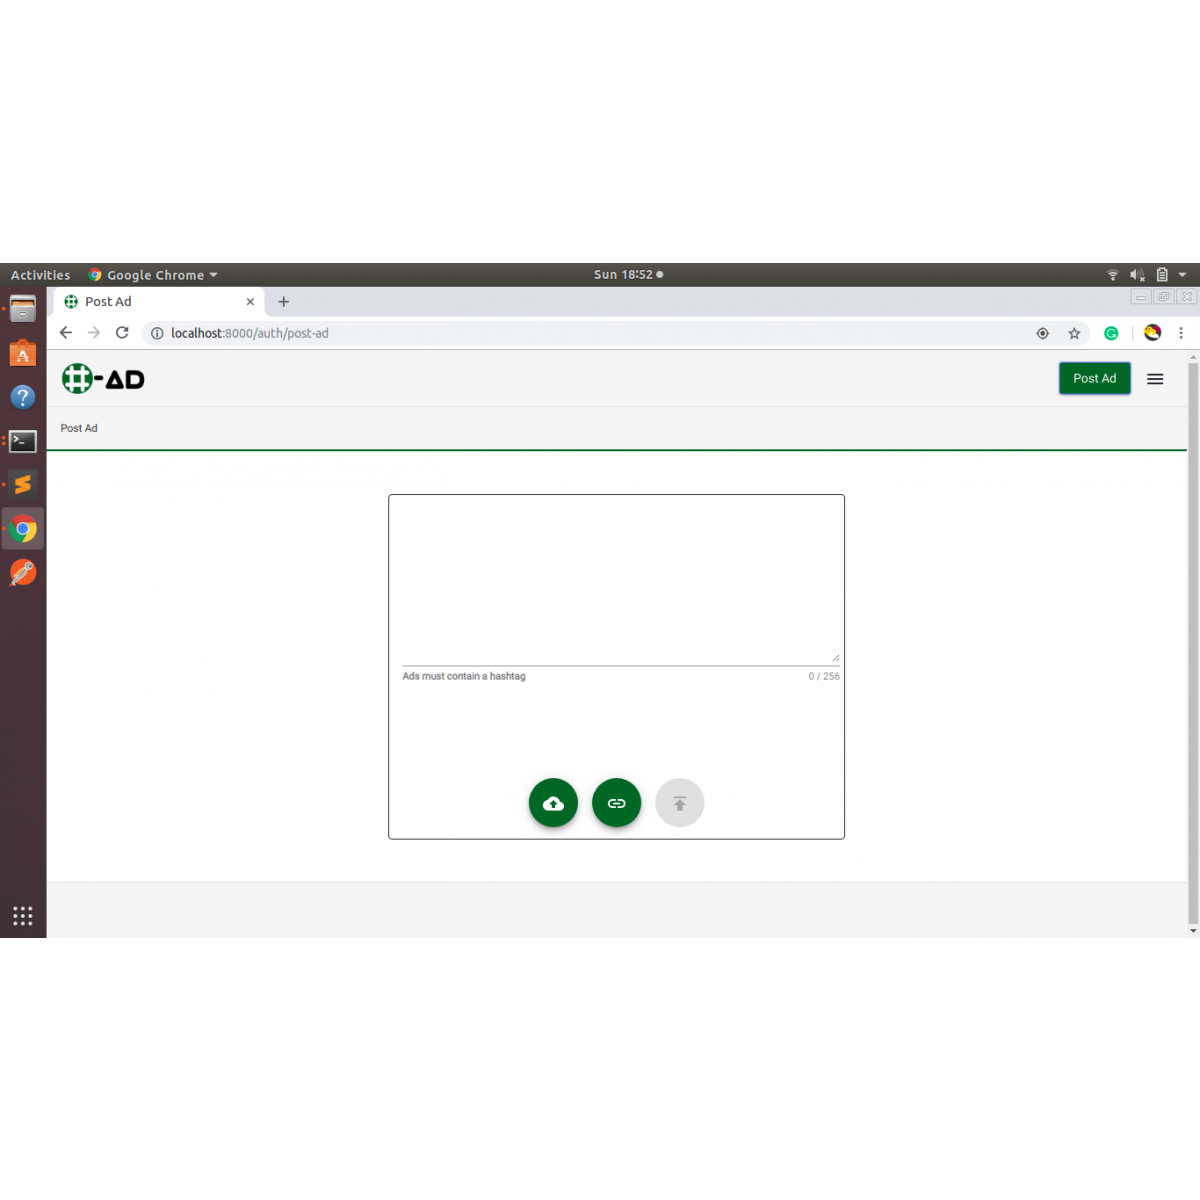 Activities Google Chrome Sun 18:52
Post Ad
localhost:8000/auth/post-ad
#-AD Post Ad
Post Ad
Ads must contain a hashtag 0 / 256